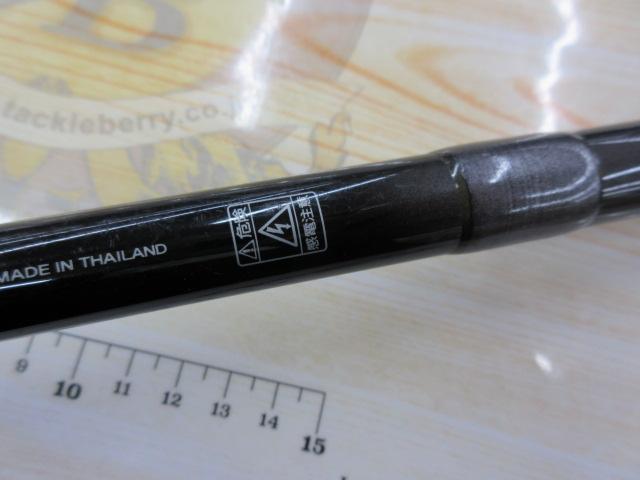 B
tackleberry.co.j
MADE IN THAILAND
⚠危険
感電注意
9 10 11 12 13 14 15